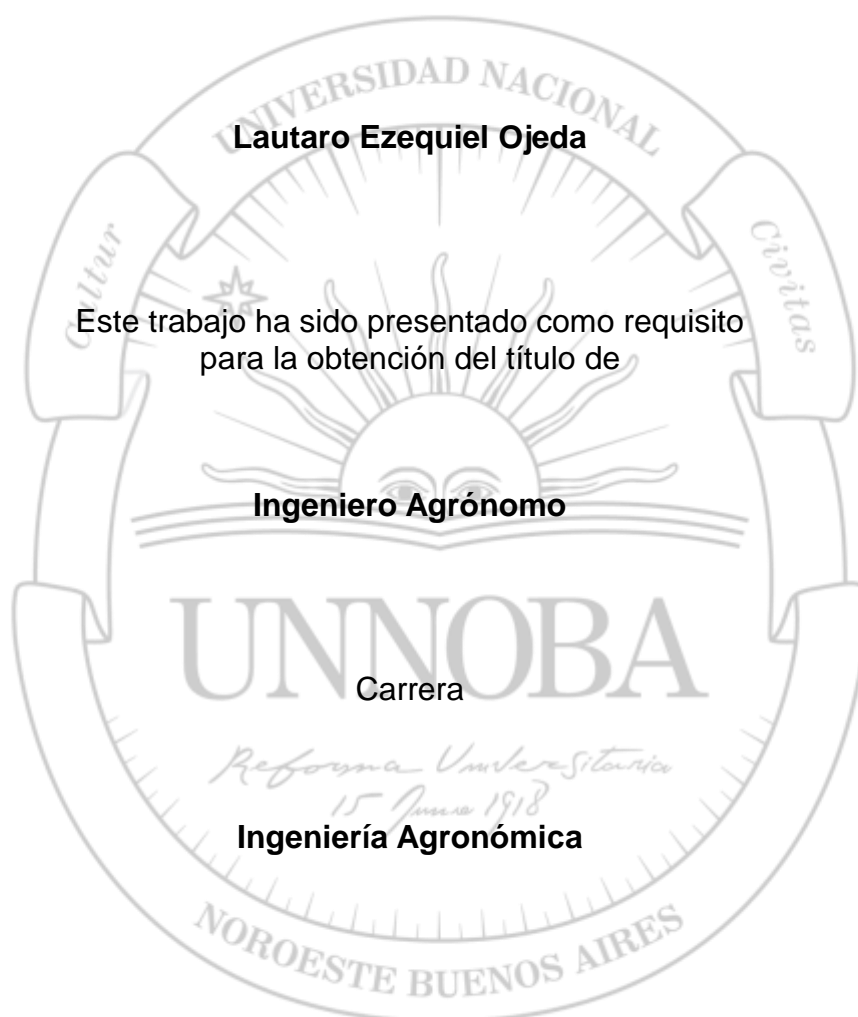 UNIVERSIDAD NACIONAL
Lautaro Ezequiel Ojeda
Cultur
Civitas
Este trabajo ha sido presentado como requisito
para la obtención del título de
Ingeniero Agrónomo
UNNOBA
Carrera
Reforma Universitaria
15 Junio 1918
Ingeniería Agronómica
NOROESTE BUENOS AIRES